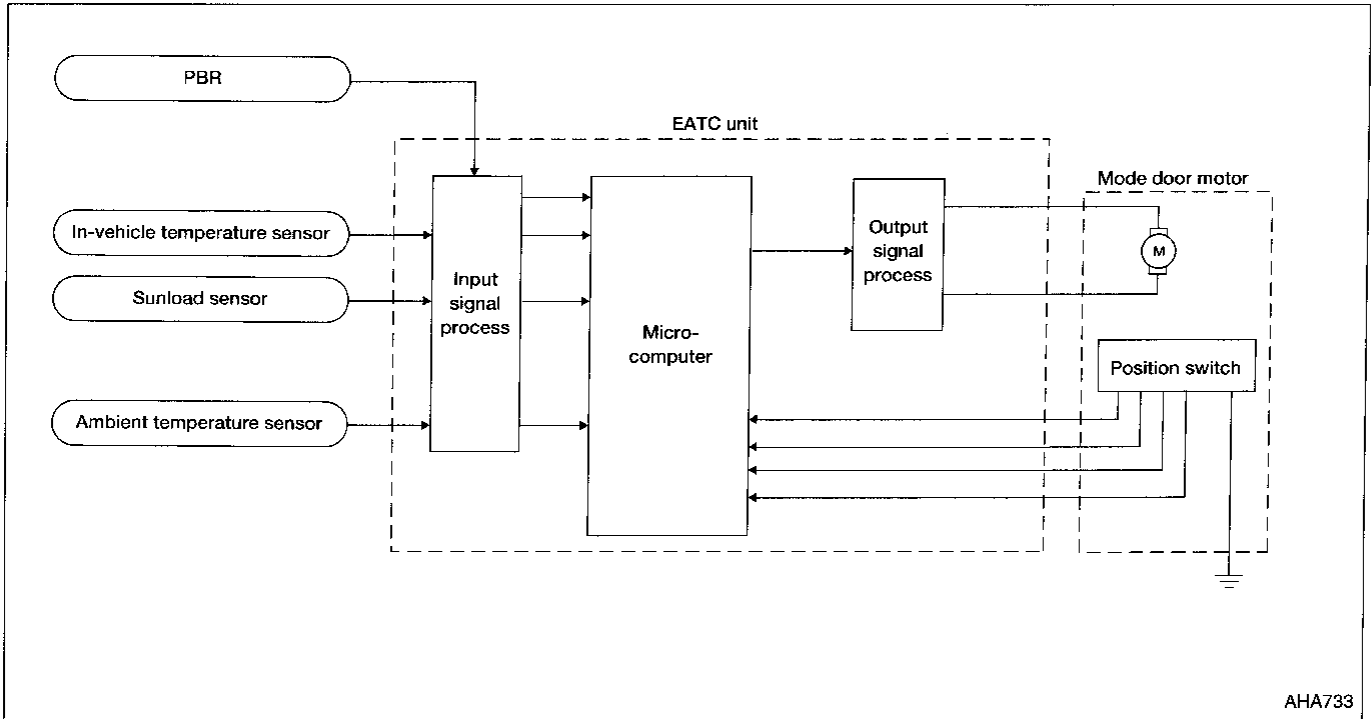 PBR
EATC unit
Mode door motor
In-vehicle temperature sensor
Sunload sensor
Ambient temperature sensor
Input
signal
process
Micro-
computer
Output
signal
process
M
Position switch
AHA733